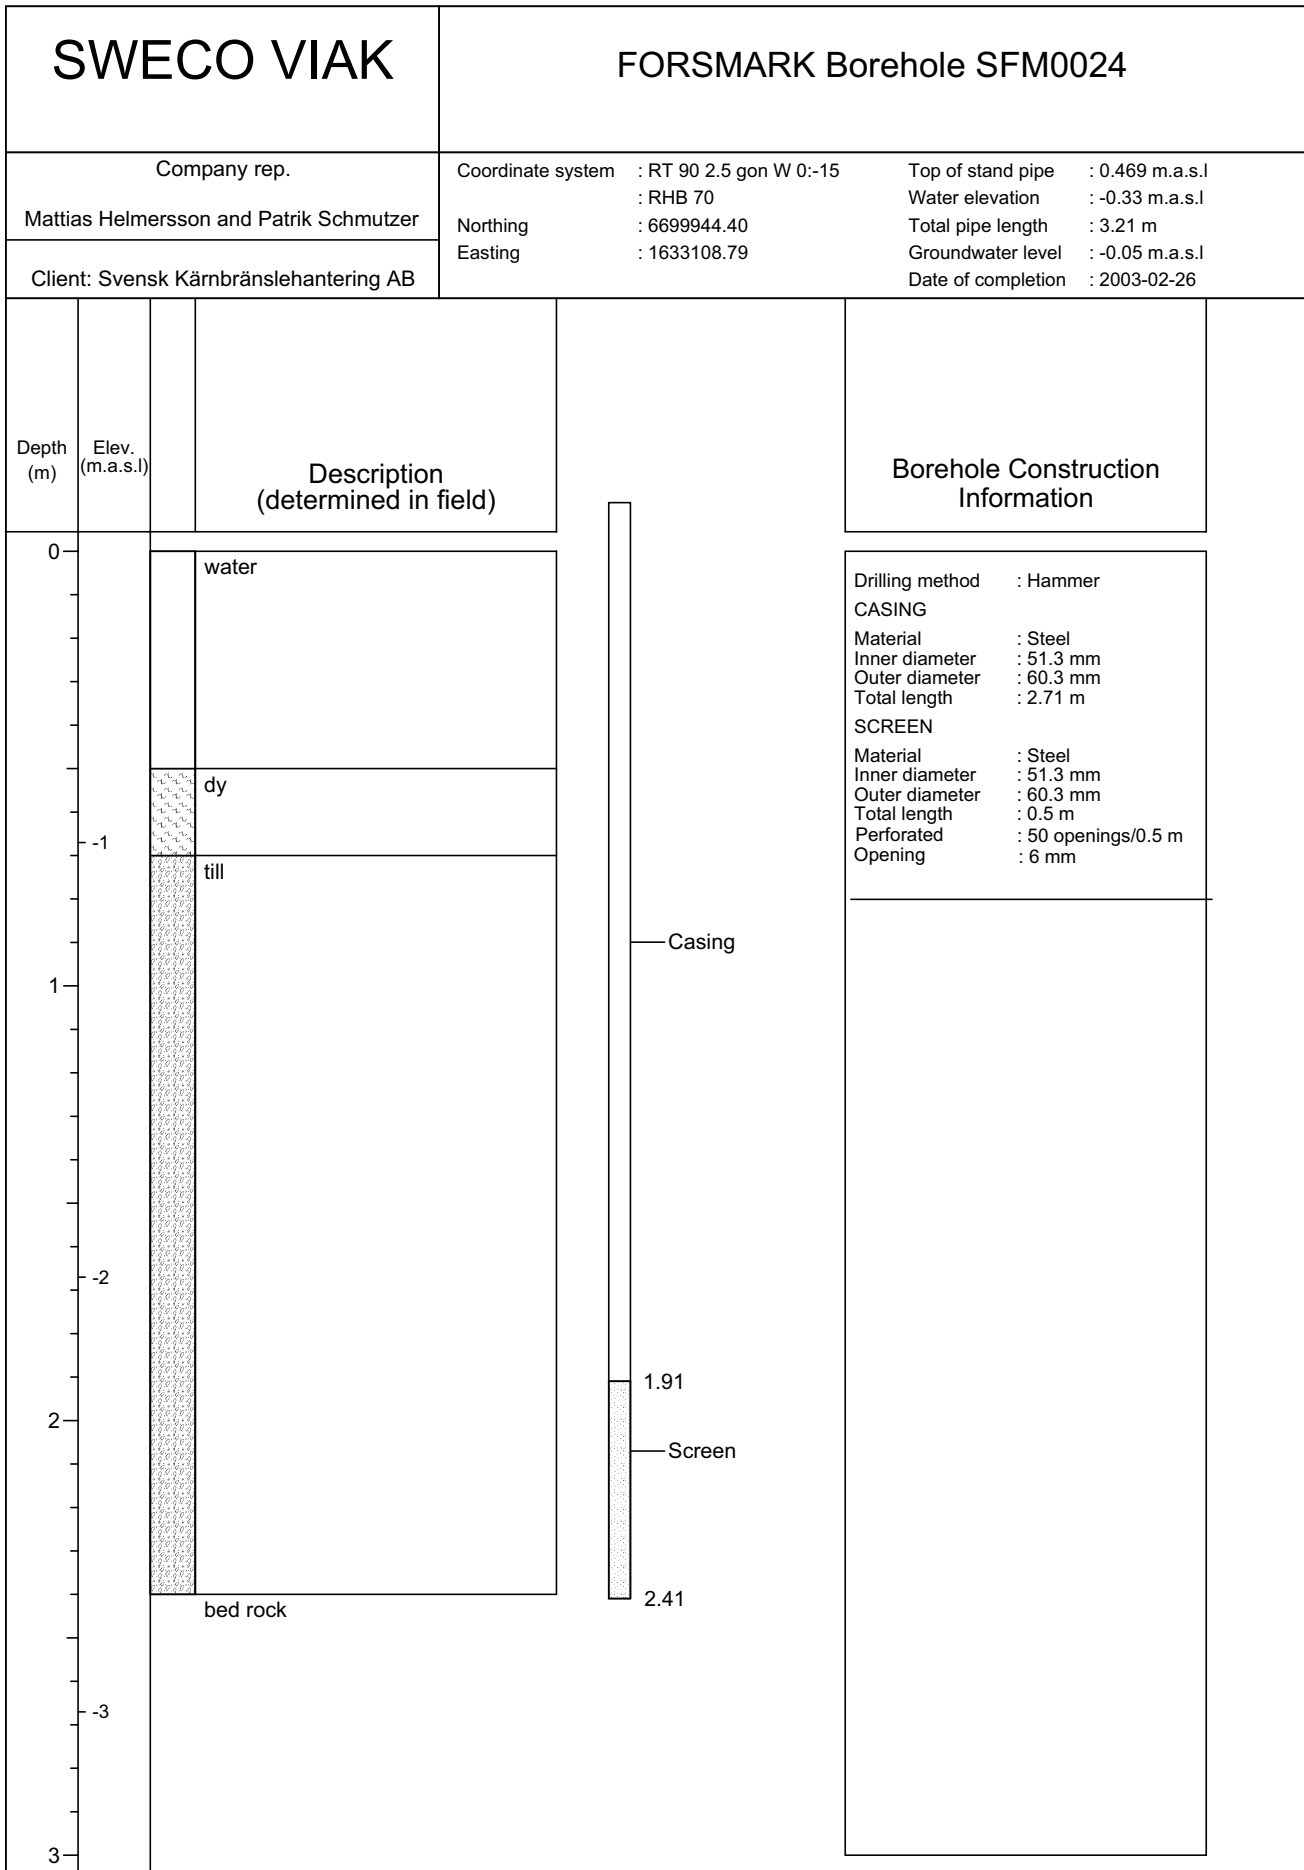 SWECO VIAK
FORSMARK Borehole SFM0024
Company rep.
Mattias Helmersson and Patrik Schmutzer
Client: Svensk Kärnbränslehantering AB
Coordinate system : RT 90 2.5 gon W 0:-15
: RHB 70
Northing : 6699944.40
Easting : 1633108.79
Top of stand pipe : 0.469 m.a.s.l
Water elevation : -0.33 m.a.s.l
Total pipe length : 3.21 m
Groundwater level : -0.05 m.a.s.l
Date of completion : 2003-02-26
Depth
(m)
Elev.
(m.a.s.l)
Description
(determined in field)
Borehole Construction
Information
0
water
dy
-1
till
1
-2
2
bed rock
-3
3
Casing
1.91
Screen
2.41
Drilling method : Hammer
CASING
Material : Steel
Inner diameter : 51.3 mm
Outer diameter : 60.3 mm
Total length : 2.71 m
SCREEN
Material : Steel
Inner diameter : 51.3 mm
Outer diameter : 60.3 mm
Total length : 0.5 m
Perforated : 50 openings/0.5 m
Opening : 6 mm